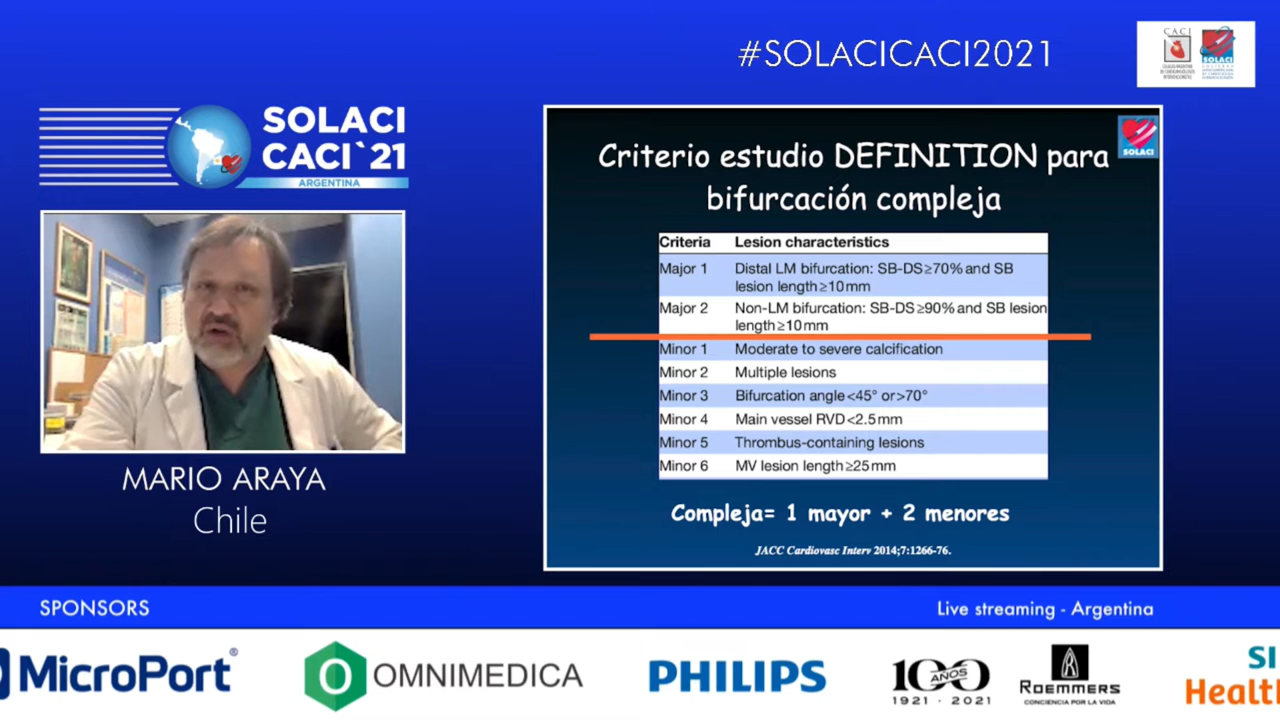 #SOLACICACI2021
CACI
SOLACI
SOLACI
CACI`21
ARGENTINA
MARIO ARAYA
Chile
SOLACI
Criterio estudio DEFINITION para
bifurcación compleja
Criteria Lesion characteristics
Major 1 Distal LM bifurcation: SB-DS≥70% and SB
lesion length≥10mm
Major 2 Non-LM bifurcation: SB-DS≥90% and SB lesion
length≥10mm
Minor 1 Moderate to severe calcification
Minor 2 Multiple lesions
Minor 3 Bifurcation angle<45° or>70°
Minor 4 Main vessel RVD<2.5mm
Minor 5 Thrombus-containing lesions
Minor 6 MV lesion length≥25mm
Compleja= 1 mayor + 2 menores
JACC Cardiovasc Interv 2014;7:1266-76.
SPONSORS
Live streaming - Argentina
MicroPort®
OMNIMEDICA
PHILIPS
100
AÑOS
1921 · 2021
ROEMMERS
CONCIENCIA POR LA VIDA
SI
Health